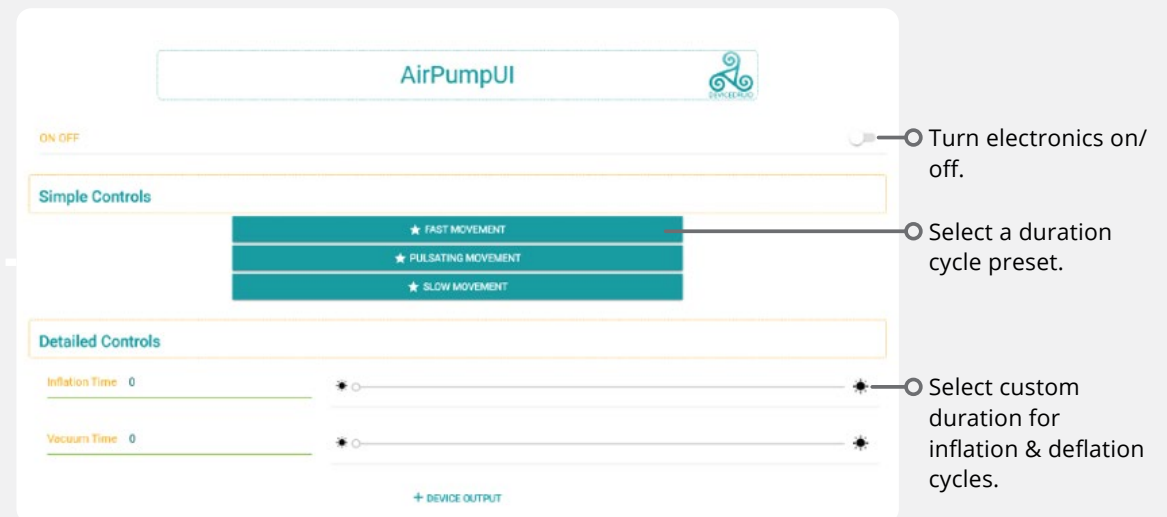 AirPumpUI
DEVICEDRUID
ON OFF
Turn electronics on/
off.
Simple Controls
★ FAST MOVEMENT
Select a duration
cycle preset.
★ PULSATING MOVEMENT
★ SLOW MOVEMENT
Detailed Controls
Inflation Time 0
Select custom
duration for
inflation & deflation
cycles.
Vacuum Time 0
+ DEVICE OUTPUT